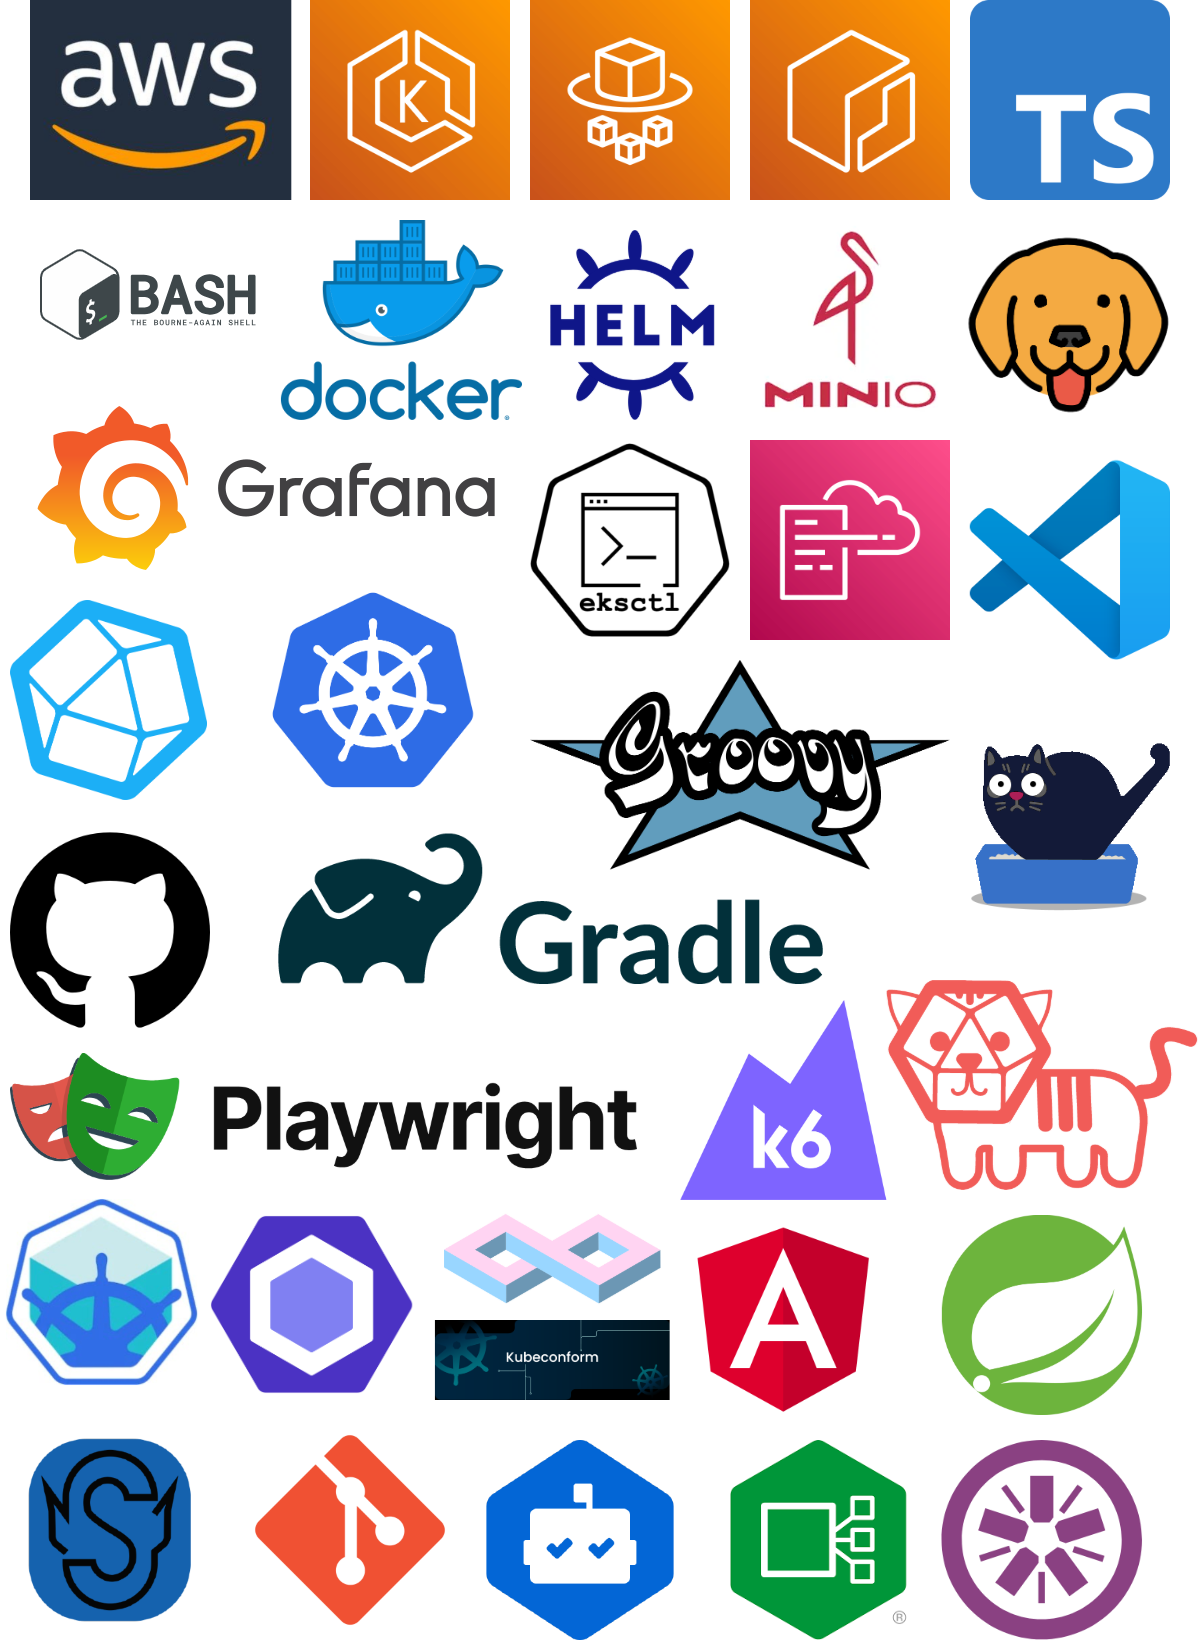 aws
K
TS
$_
BASH
THE BOURNE-AGAIN SHELL
docker
HELM
MINIO
Grafana
>_
eksctl
Groovy
Gradle
Playwright
k6
Kubeconform
A
S
®